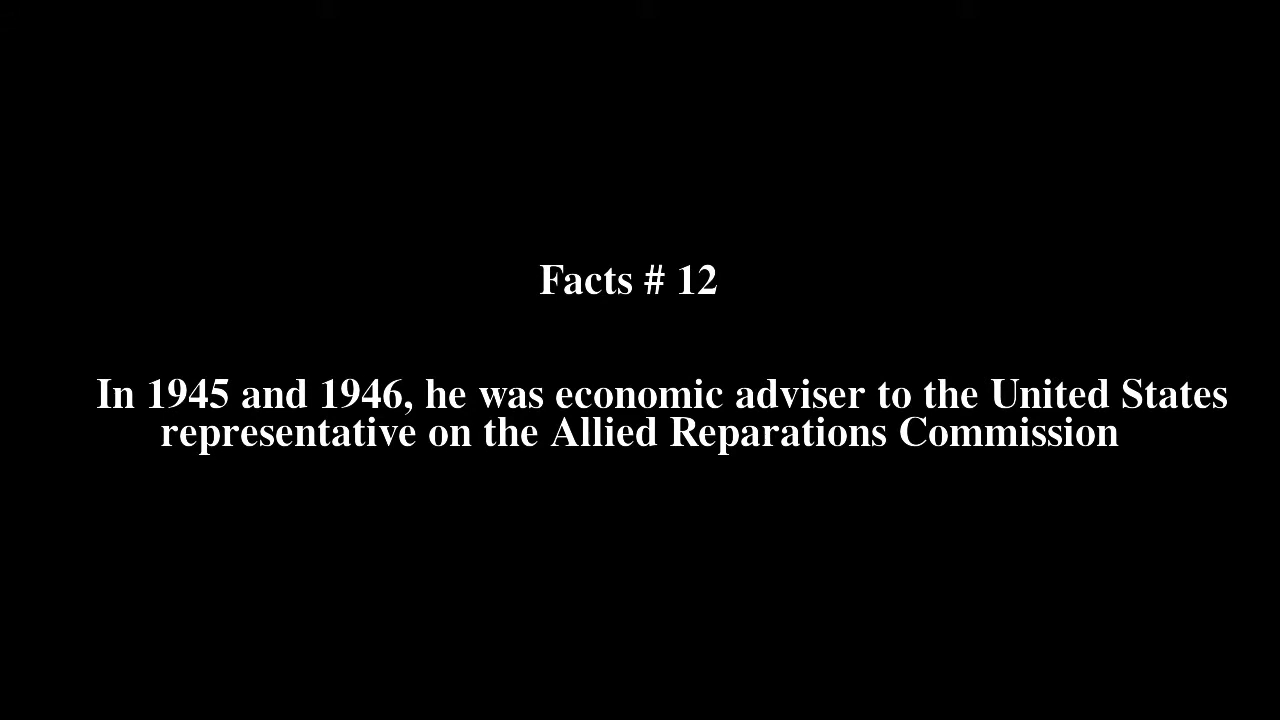 Facts # 12
In 1945 and 1946, he was economic adviser to the United States
representative on the Allied Reparations Commission